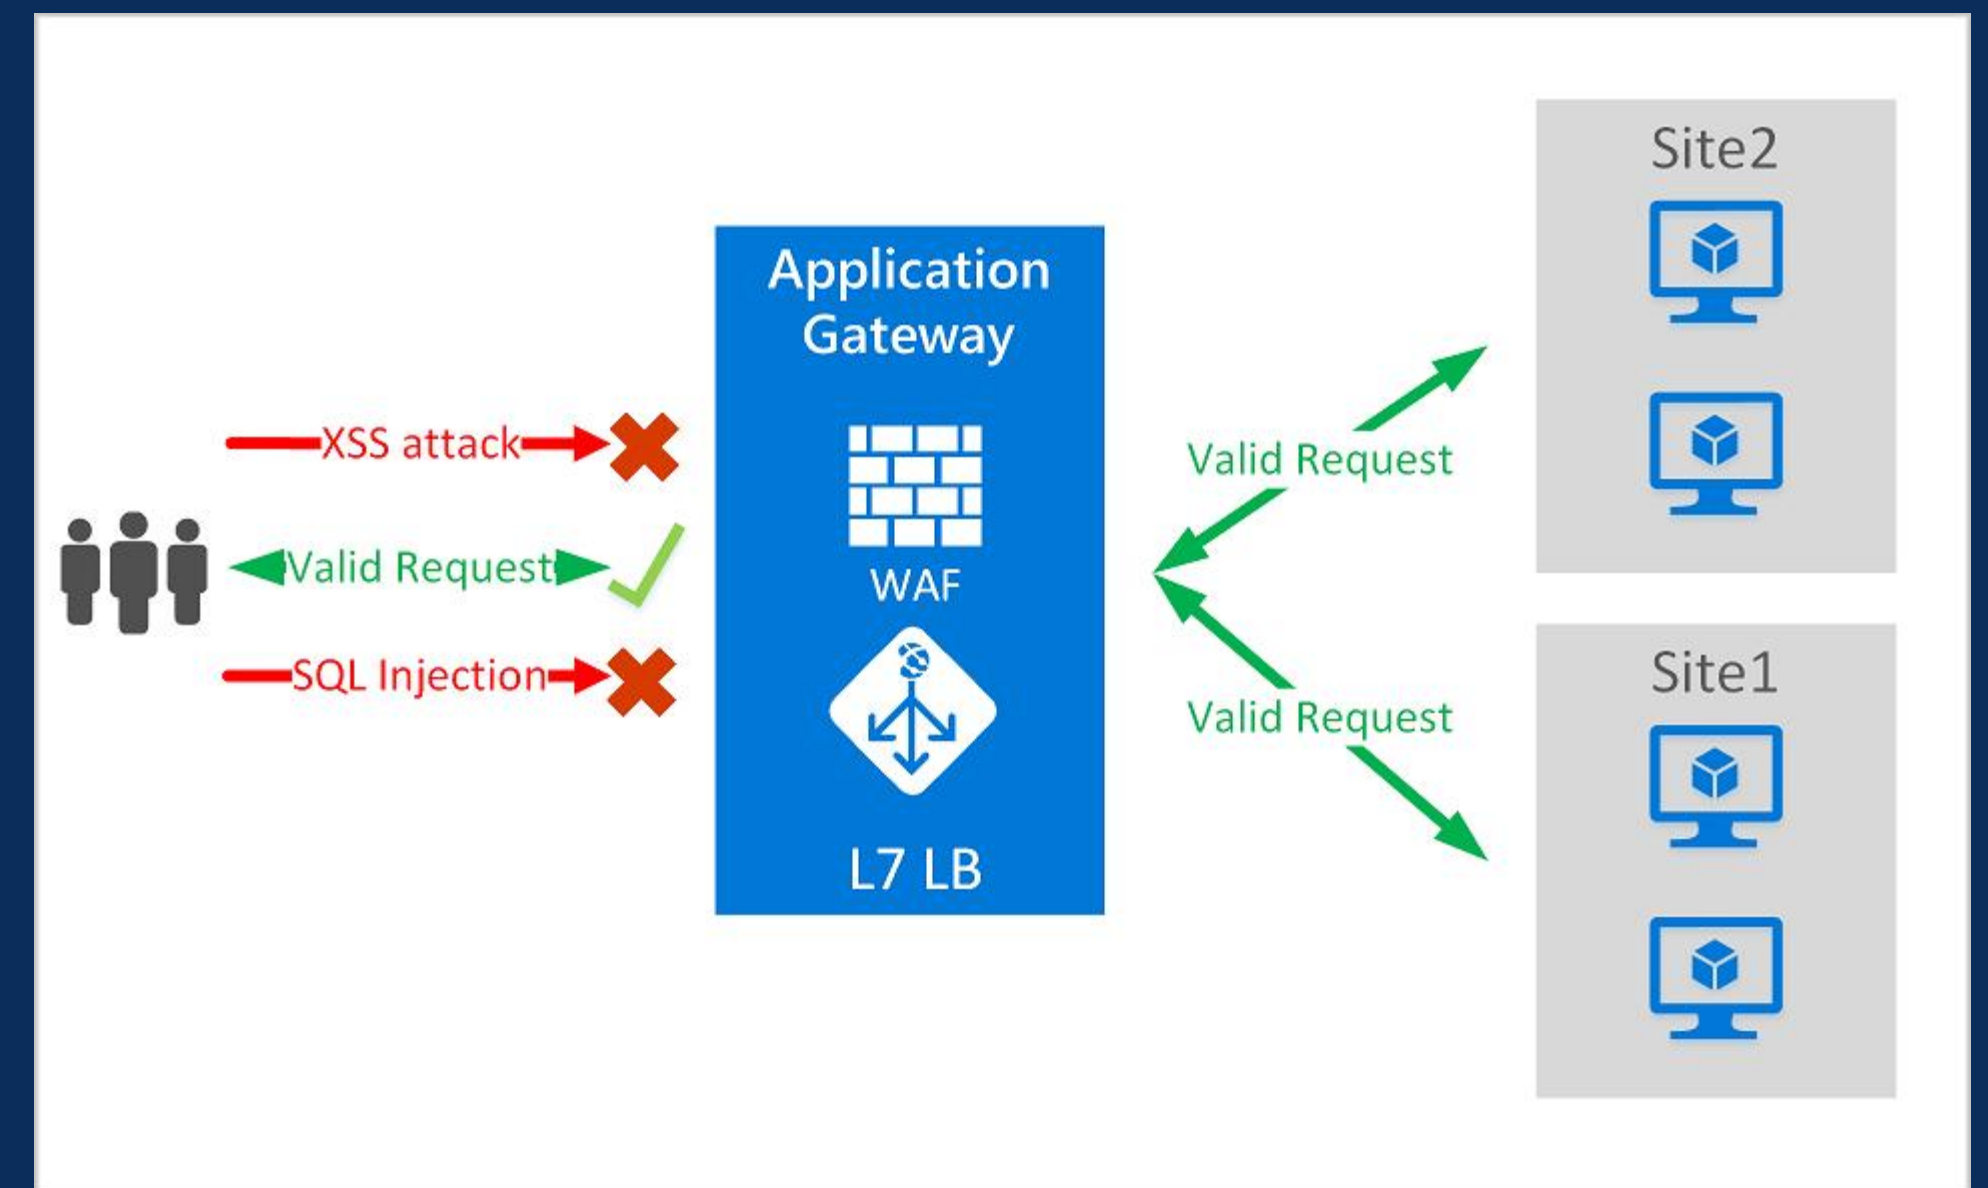 XSS attack
Valid Request
SQL Injection
Application
Gateway
WAF
L7 LB
Valid Request
Valid Request
Site2
Site1